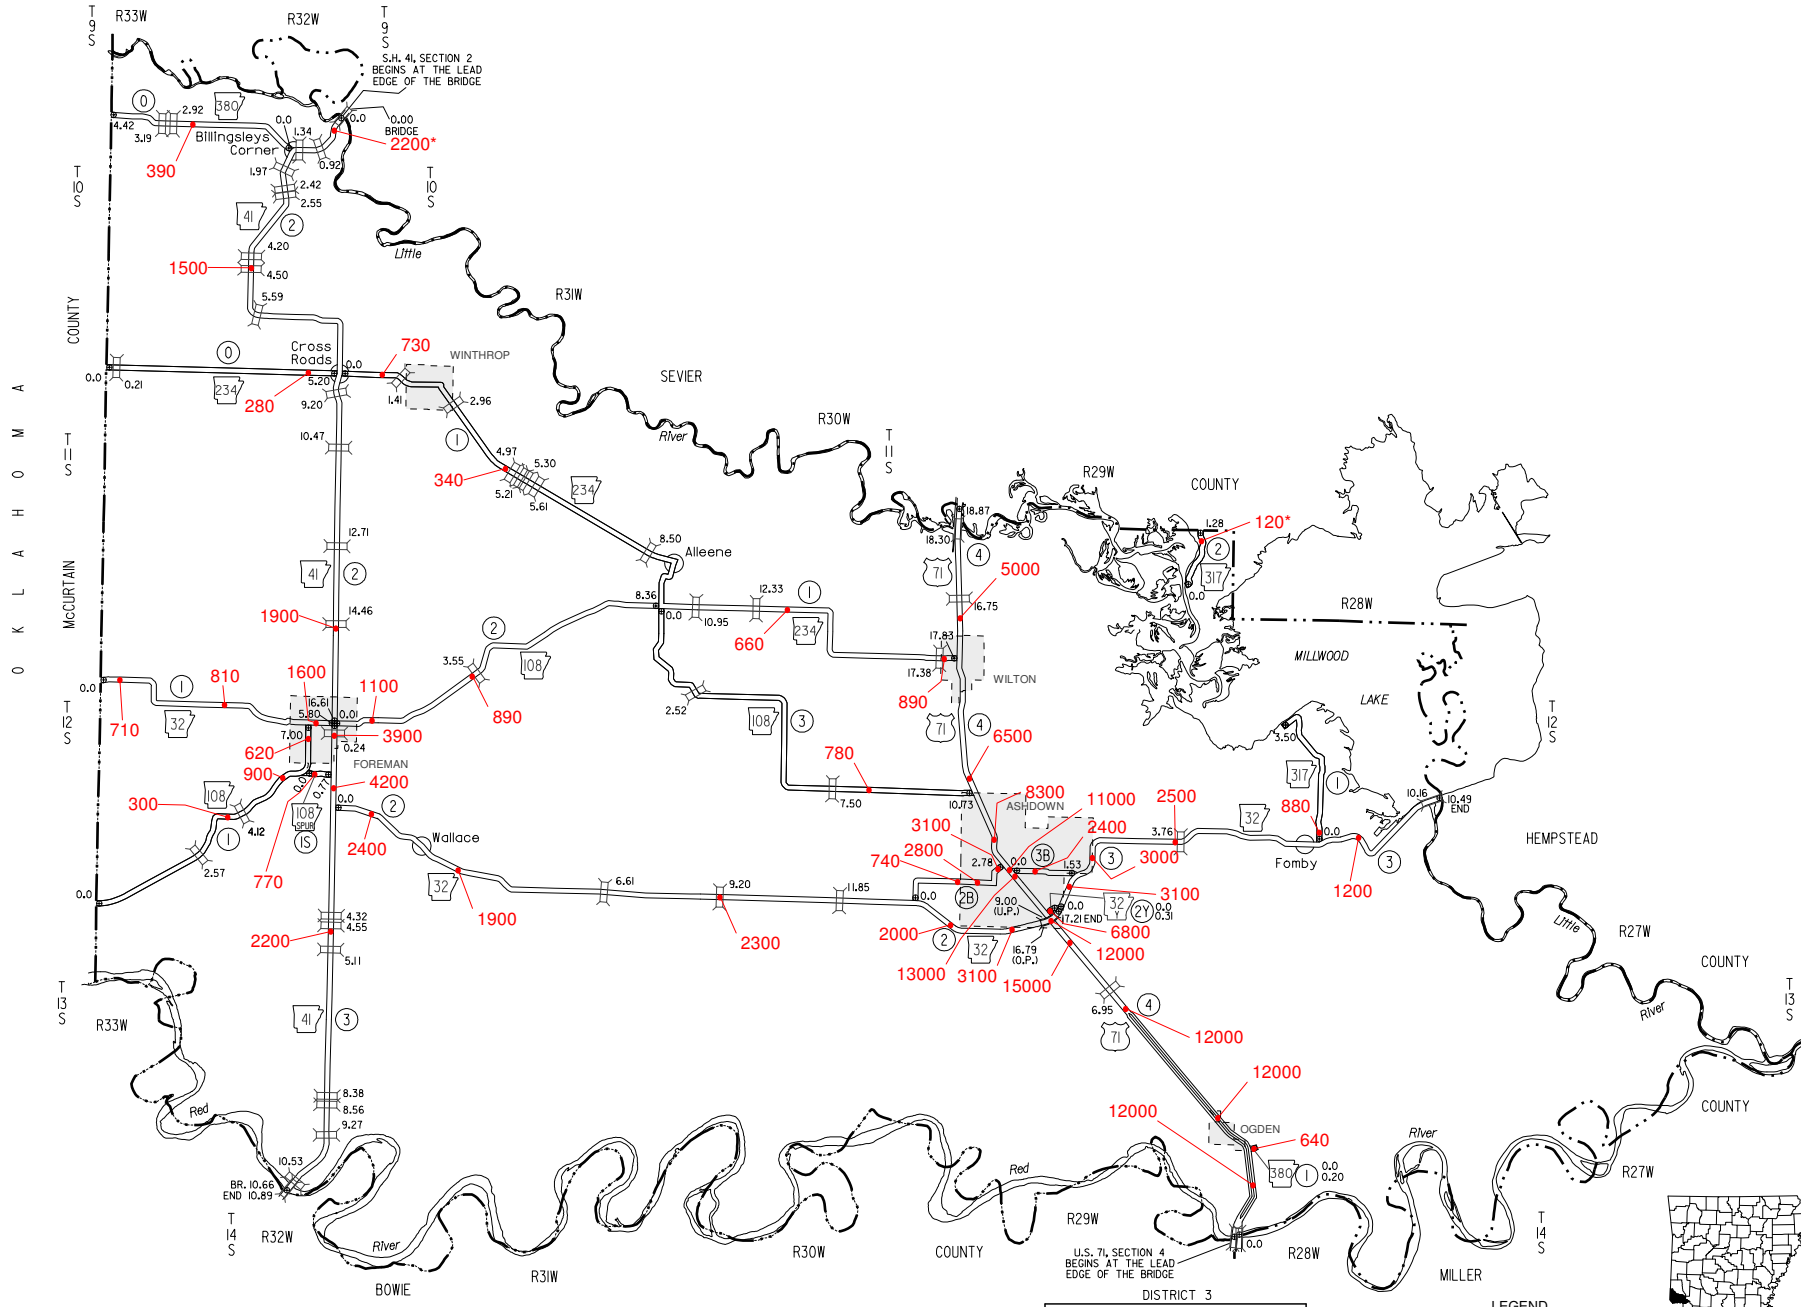 T
9
S
R33W
R32W
T
9
S
S.H. 41, SECTION 2
BEGINS AT THE LEAD
EDGE OF THE BRIDGE
0
2.92
380
0.0
1.34
0.0
0.00
BRIDGE
4.42
3.19
Billingsleys
Corner
2200*
390
0.92
1.97
T
10
S
T
10
S
2.42
2.55
41
2
4.20
1500
4.50
Little
5.59
R31W
COUNTY
Cross
Roads
0
0.0
730
WINTHROP
0.0
0.21
234
280
5.20
9.20
1.41
2.96
SEVIER
R30W
OKLAHOMA
10.47
1
River
T
11
S
T
11
S
4.97
5.30
340
5.21
5.61
234
R29W
COUNTY
18.87
1.28
120*
12.71
18.30
4
2
8.50
Alleene
41
2
71
5000
317
0.0
McCURTAIN
14.46
1900
8.36
0.0
12.33
1
16.75
R28W
2
10.95
660
234
17.83
MILLWOOD
LAKE
3.55
108
17.38
WILTON
0.0
1
810
1600
16.61
1100
890
890
T
12
S
T
12
S
710
32
5.80
0.01
2.52
108
3
71
4
3.50
7.00
620
3900
0.24
FOREMAN
780
6500
317
1
900
0.0
0.77
4200
7.50
10.73
ASHDOWN
8300
11000
2500
880
10.16
10.49
END
300
108
108
SPUR
1S
0.0
2
2400
3100
2400
3.76
32
0.0
HEMPSTEAD
1
4.12
Wallace
2800
2.78
0.0
3B
3
3000
Fomby
3
2.57
770
740
1.53
1200
0.0
32
6.61
9.20
11.85
0.0
2B
3100
1900
9.00
(U.P.)
32
Y
2Y
0.0
0.31
17.21 END
6800
Little
R27W
4.32
4.55
2200
2300
2000
2
32
16.79
(O.P.)
12000
5.11
13000
3100
15000
COUNTY
T
13
S
T
13
S
R33W
41
3
6.95
4
71
12000
River
8.38
8.56
12000
Red
9.27
12000
OGDEN
640
COUNTY
River
10.53
BR. 10.66
END 10.89
Red
380
1
0.0
0.20
R27W
T
14
S
R32W
River
R31W
R30W
COUNTY
R29W
U.S. 71, SECTION 4
BEGINS AT THE LEAD
EDGE OF THE BRIDGE
0.0
R28W
T
14
S
BOWIE
MILLER
DISTRICT 3
LEGEND